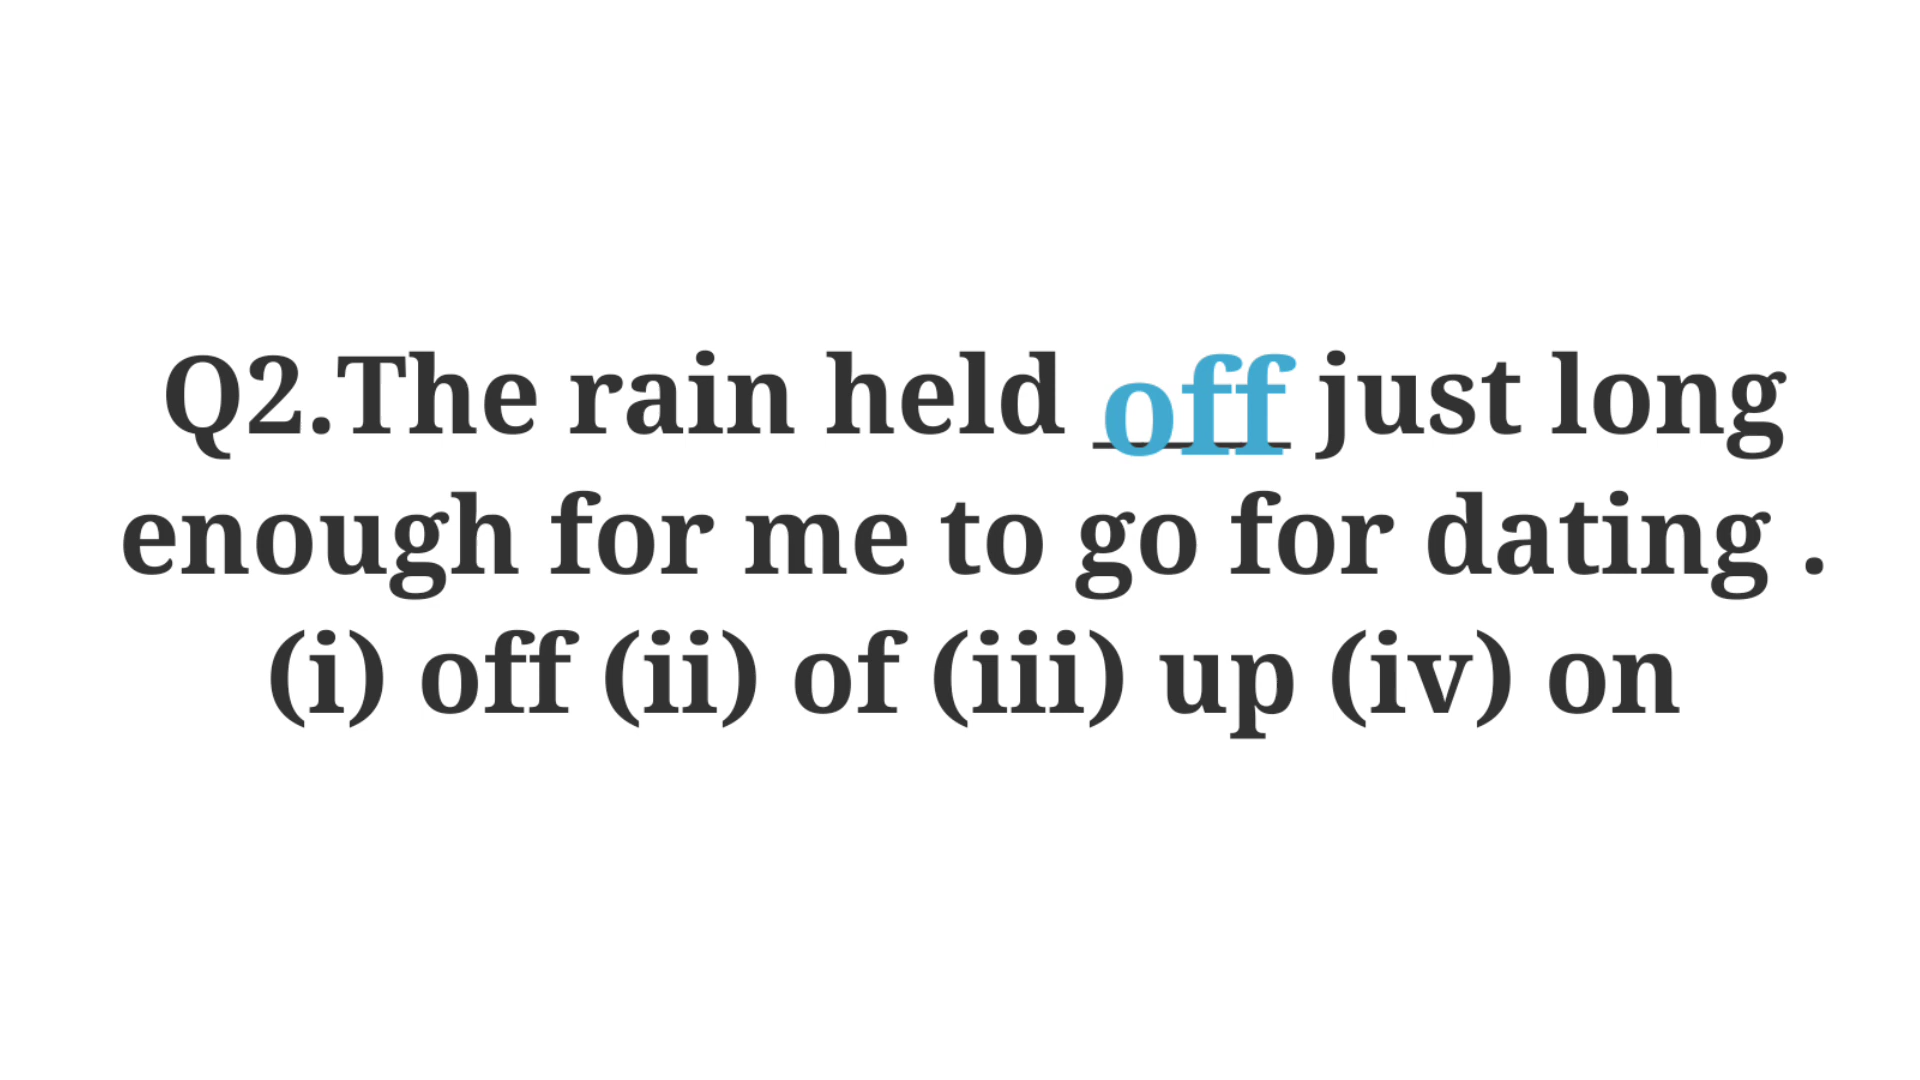 Q2.The rain held off just long
enough for me to go for dating .
(i) off (ii) of (iii) up (iv) on